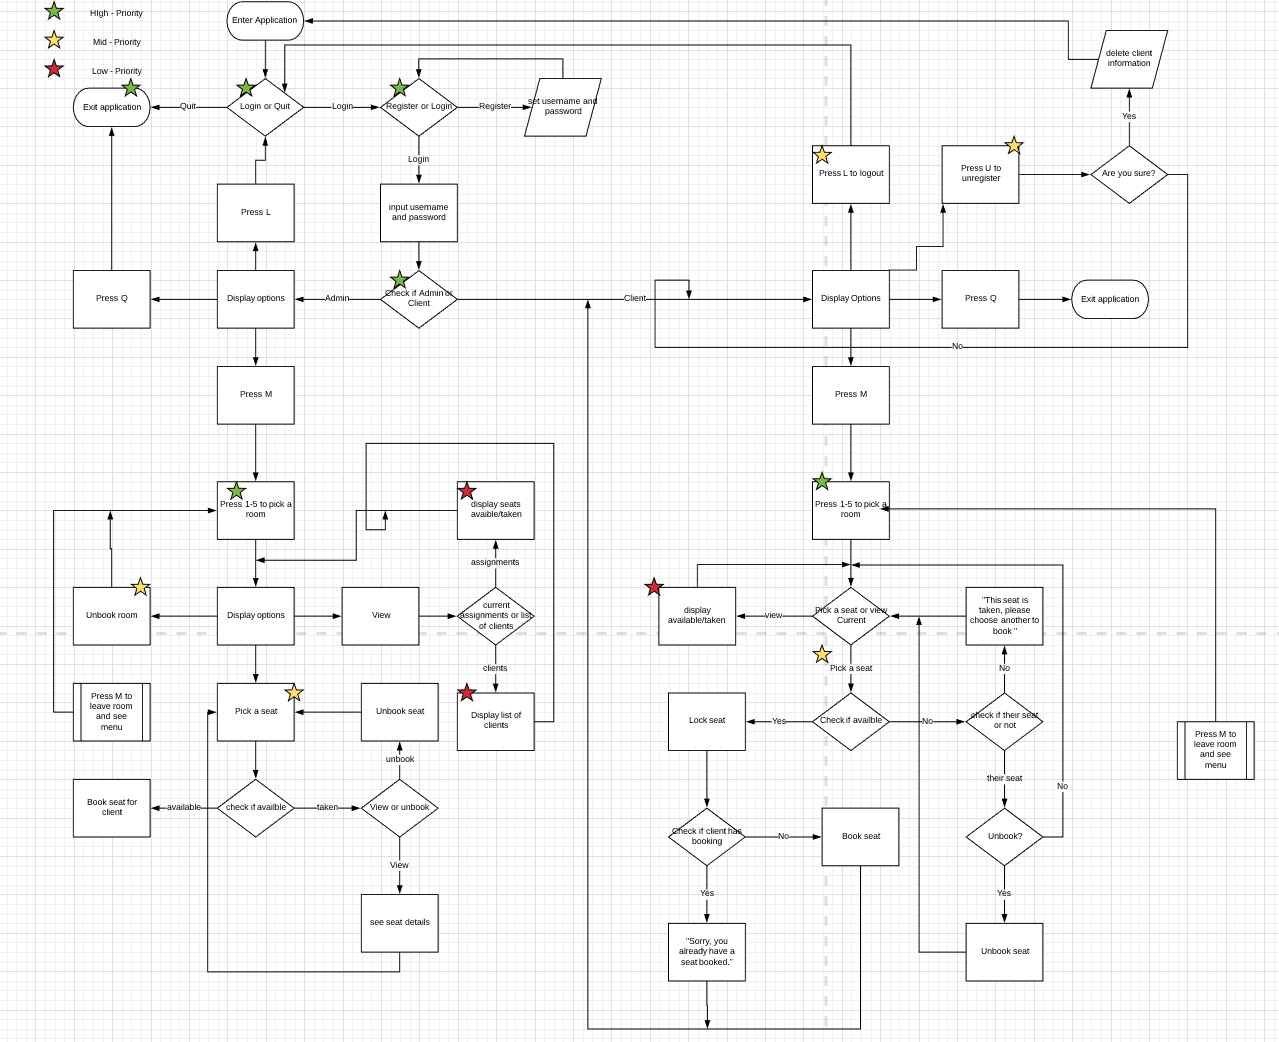 HIgh - Priority
Mid - Priority
Low - Priority
Enter Application
delete client
information
Exit application
Quit
Login or Quit
Login
Register or Login
Register
set username and
password
Yes
Login
Press L to logout
Press U to
unregister
Are you sure?
Press L
input username
and password
Press Q
Display options
Admin
Check if Admin or
Client
Client
Display Options
Press Q
Exit application
No
Press M
Press M
Press 1-5 to pick a
room
display seats
avaible/taken
Press 1-5 to pick a
room
assignments
Unbook room
Display options
View
current
assignments or list
of clients
display
available/taken
view
Pick a seat or view
Current
"This seat is
taken, please
choose another to
book "
clients
Pick a seat
No
Press M to
leave room
and see
menu
Pick a seat
Unbook seat
Display list of
clients
Lock seat
Yes
Check if availble
No
check if their seat
or not
Press M to
leave room
and see
menu
unbook
their seat
No
Book seat for
client
available
check if availble
taken
View or unbook
Check if client has
booking
No
Book seat
Unbook?
View
Yes
Yes
see seat details
"Sorry, you
already have a
seat booked."
Unbook seat